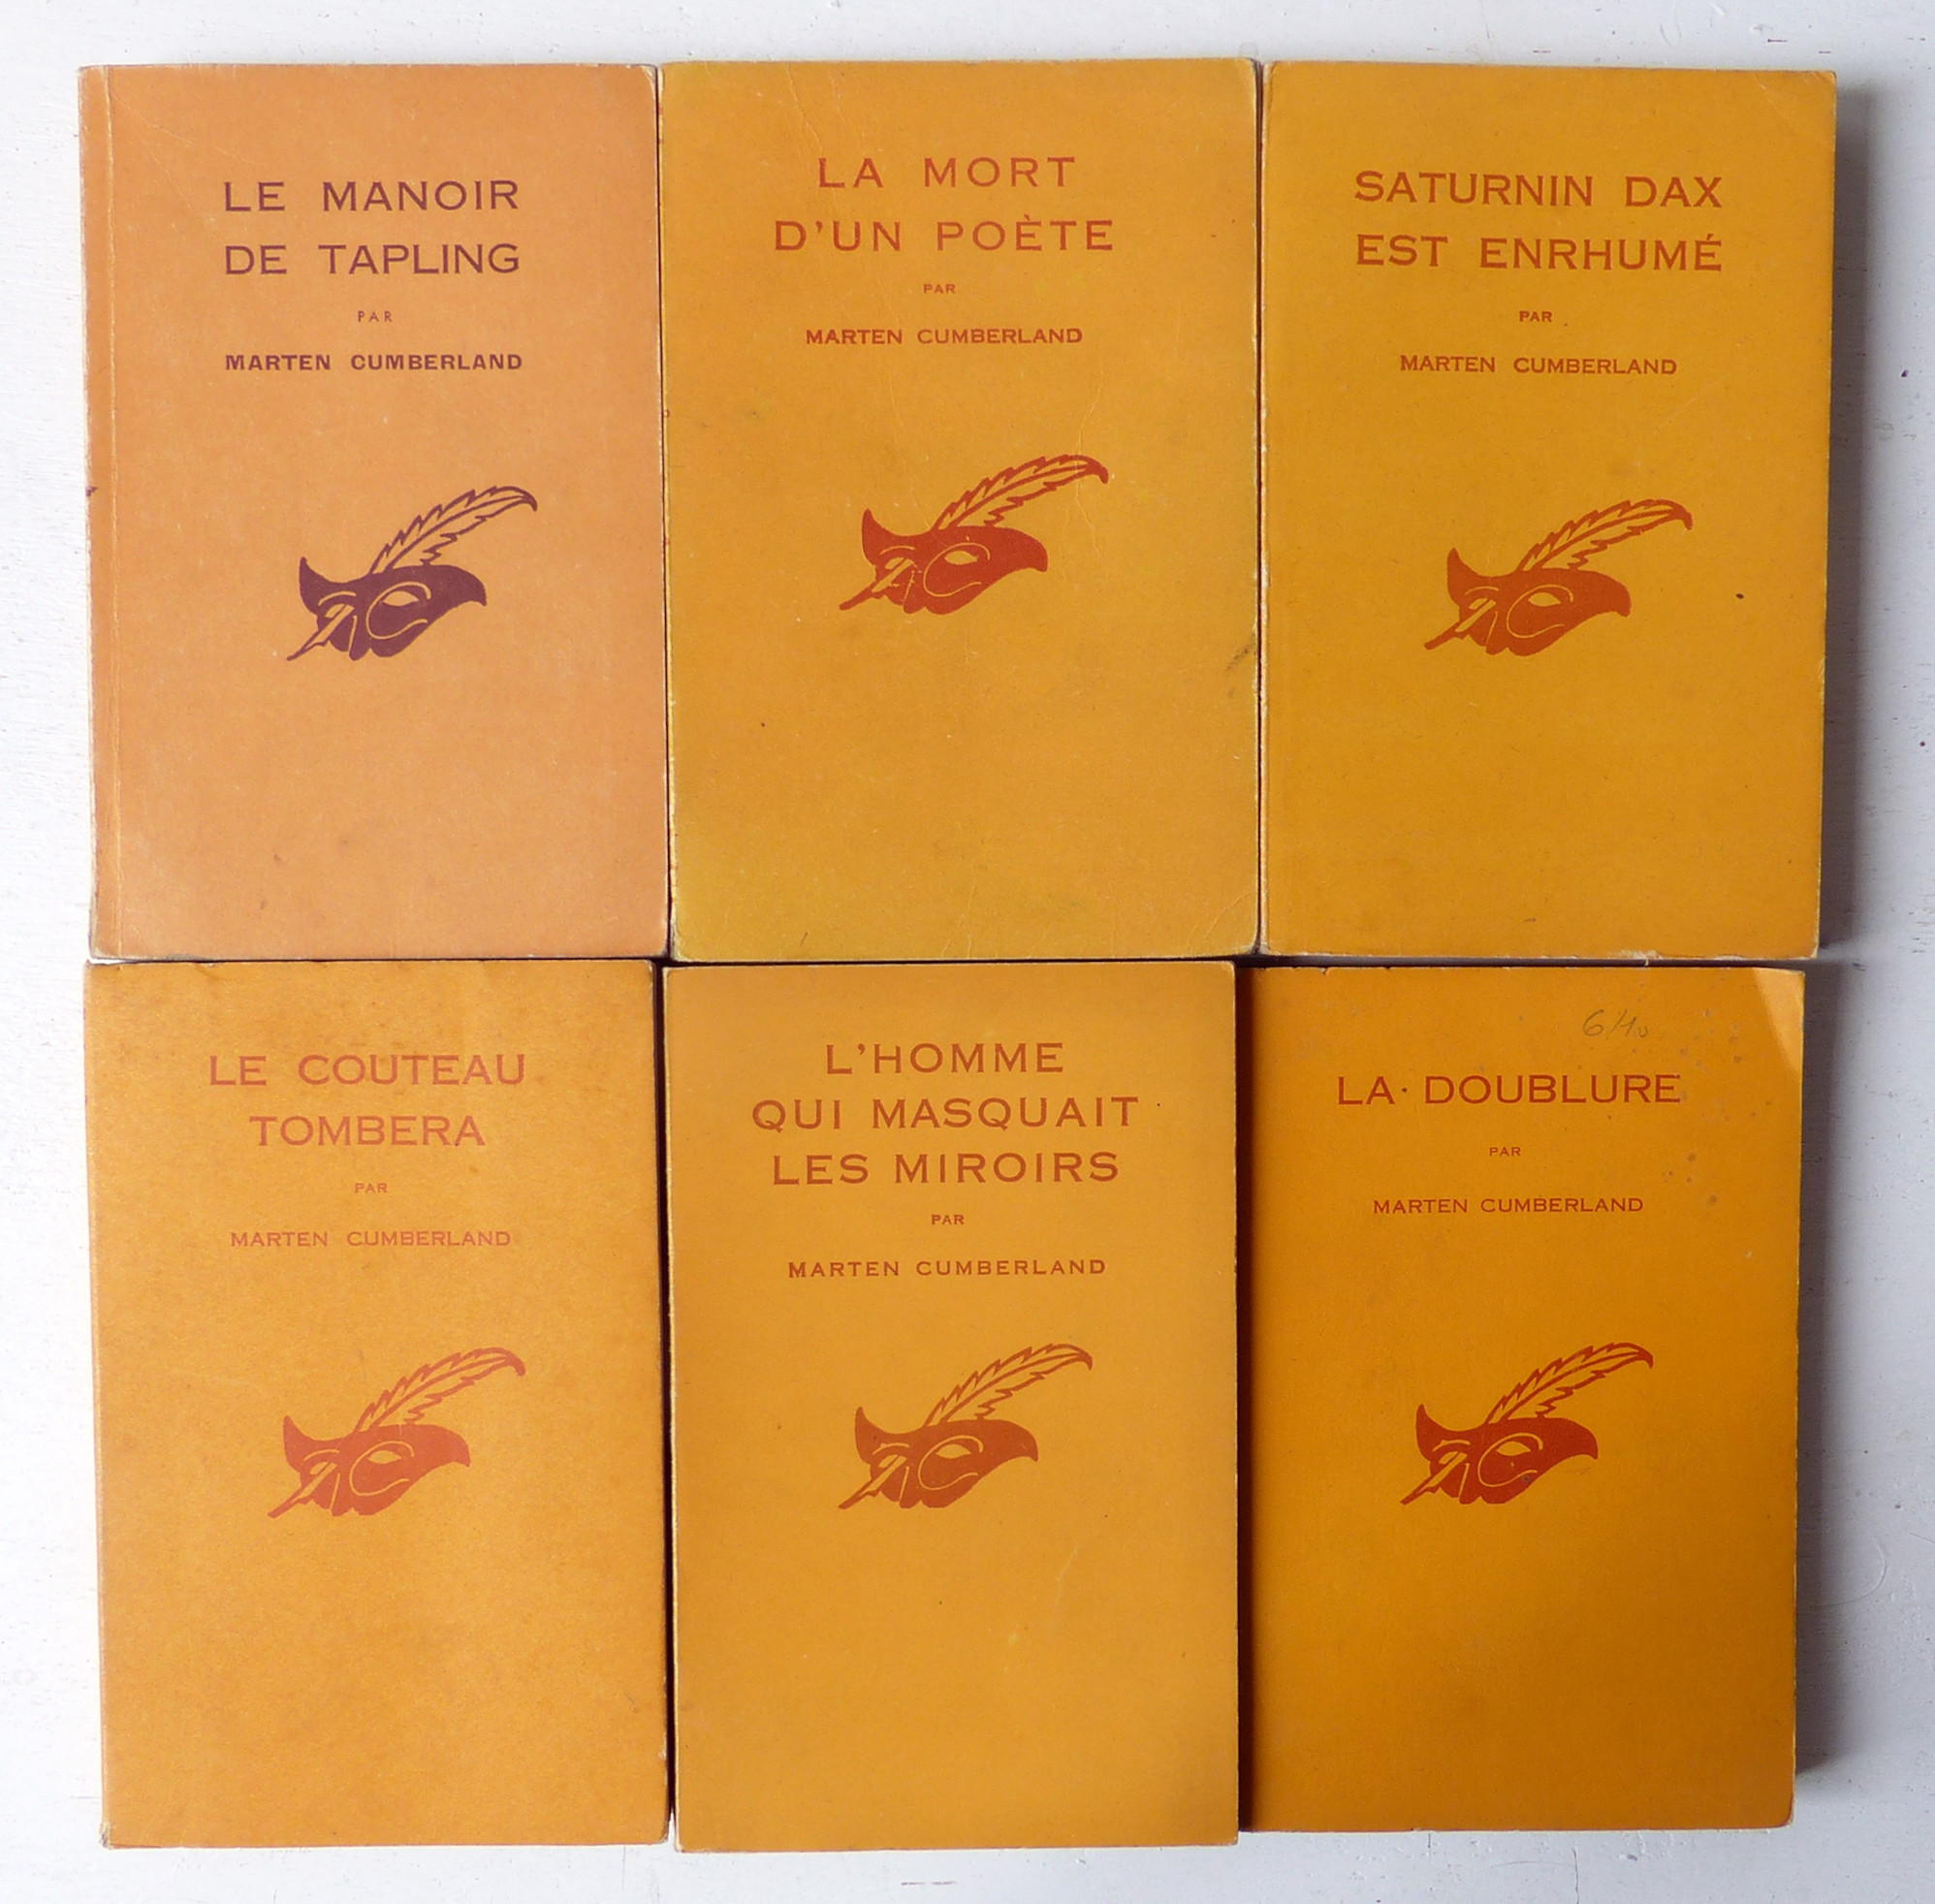 LE MANOIR
DE TAPLING
PAR
MARTEN CUMBERLAND
LA MORT
D'UN POÈTE
PAR
MARTEN CUMBERLAND
SATURNIN DAX
EST ENRHUMÉ
PAR
MARTEN CUMBERLAND
LE COUTEAU
TOMBERA
PAR
MARTEN CUMBERLAND
L'HOMME
QUI MASQUAIT
LES MIROIRS
PAR
MARTEN CUMBERLAND
LA DOUBLURE
PAR
MARTEN CUMBERLAND